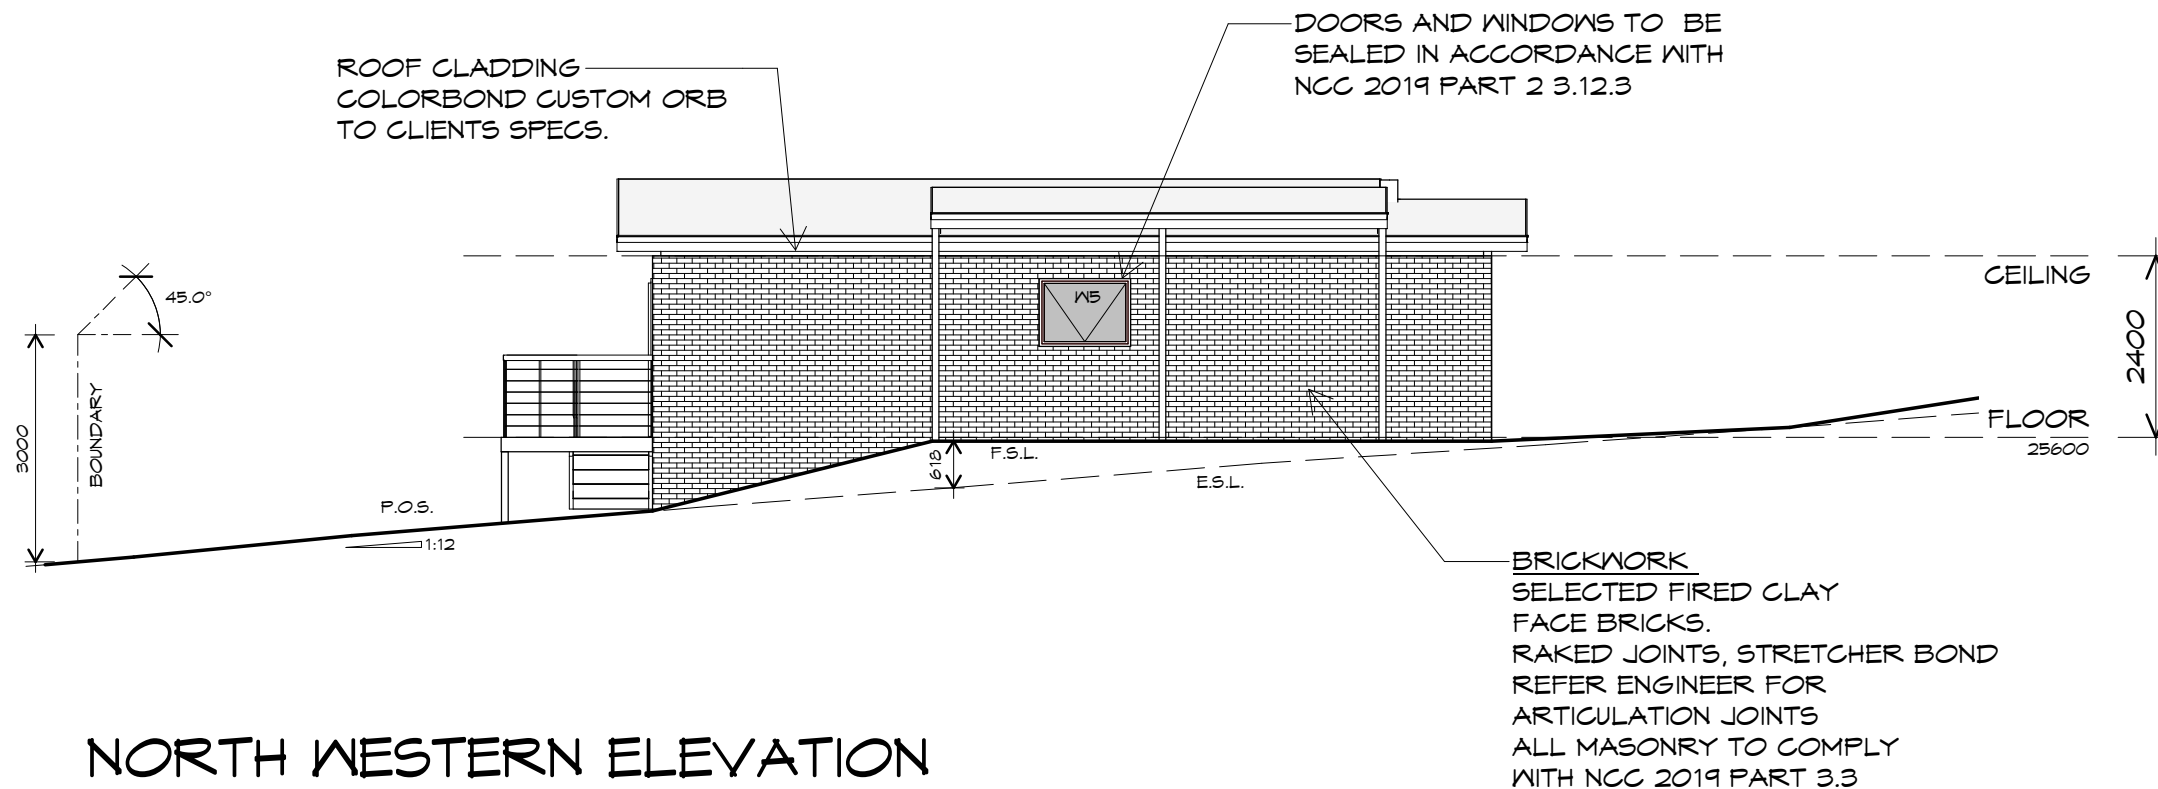 DOORS AND WINDOWS TO BE
SEALED IN ACCORDANCE WITH
NCC 2019 PART 2 3.12.3
ROOF CLADDING
COLORBOND CUSTOM ORB
TO CLIENTS SPECS.
45.0°
W5
CEILING
2400
3000
BOUNDARY
FLOOR
25600
618
F.S.L.
E.S.L.
P.O.S.
1:12
BRICKWORK
SELECTED FIRED CLAY
FACE BRICKS.
RAKED JOINTS, STRETCHER BOND
REFER ENGINEER FOR
ARTICULATION JOINTS
ALL MASONRY TO COMPLY
WITH NCC 2019 PART 3.3
NORTH WESTERN ELEVATION